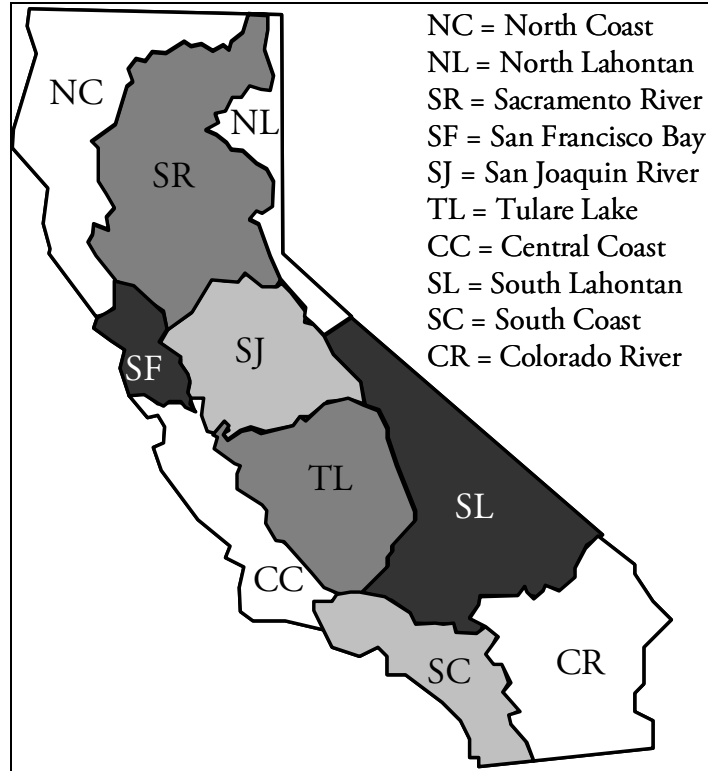 NC = North Coast
NL = North Lahontan
SR = Sacramento River
SF = San Francisco Bay
SJ = San Joaquin River
TL = Tulare Lake
CC = Central Coast
SL = South Lahontan
SC = South Coast
CR = Colorado River
NC
NL
SR
SJ
SF
TL
SL
CC
SC
CR